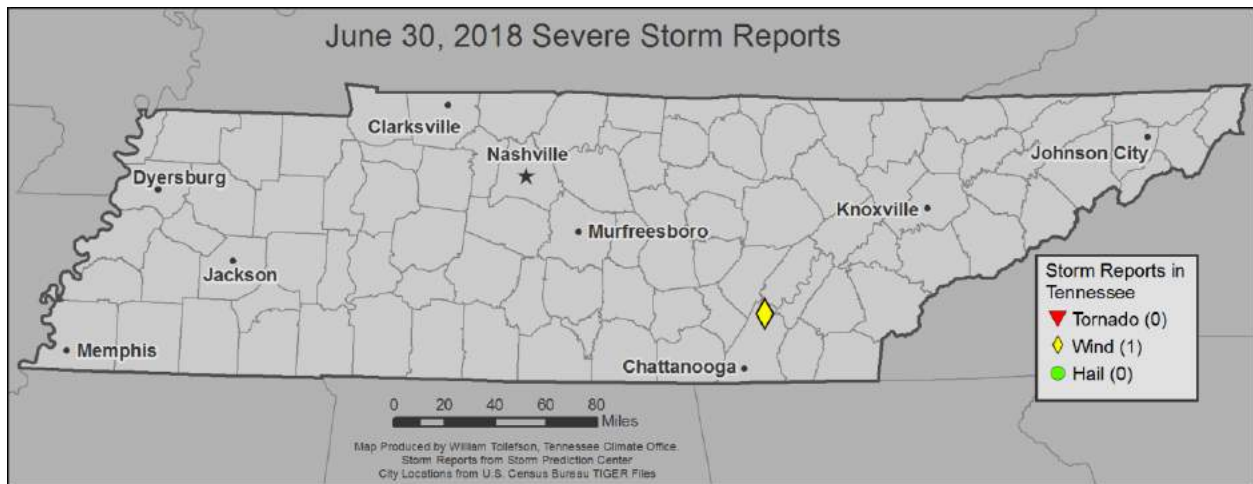 June 30, 2018 Severe Storm Reports
Clarksville
Nashville
Johnson City
Dyersburg
Knoxville
Murfreesboro
Jackson
Storm Reports in
Tennessee
Tornado (0)
Wind (1)
Hail (0)
Memphis
Chattanooga
0 20 40 60 80
Miles
Map Produced by William Tollefson, Tennessee Climate Office.
Storm Reports from Storm Prediction Center
City Locations from U.S. Census Bureau TIGER Files